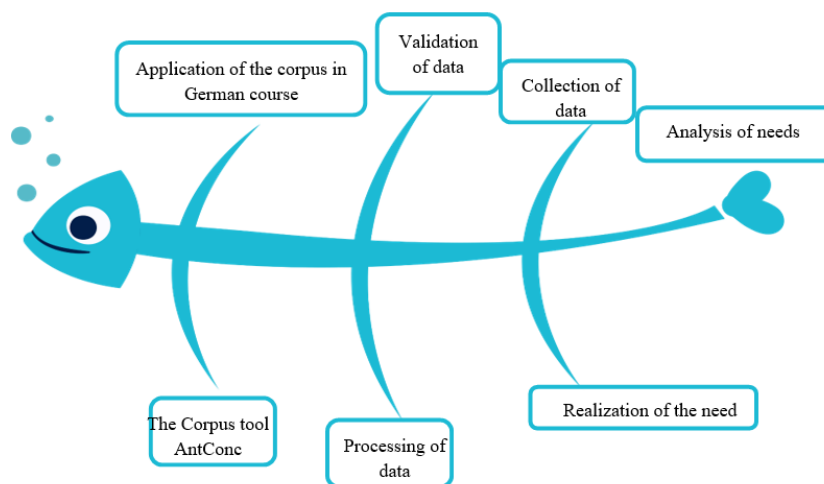 Application of the corpus in
German course
Validation
of data
Collection of
data
Analysis of needs
The Corpus tool
AntConc
Processing of
data
Realization of the need